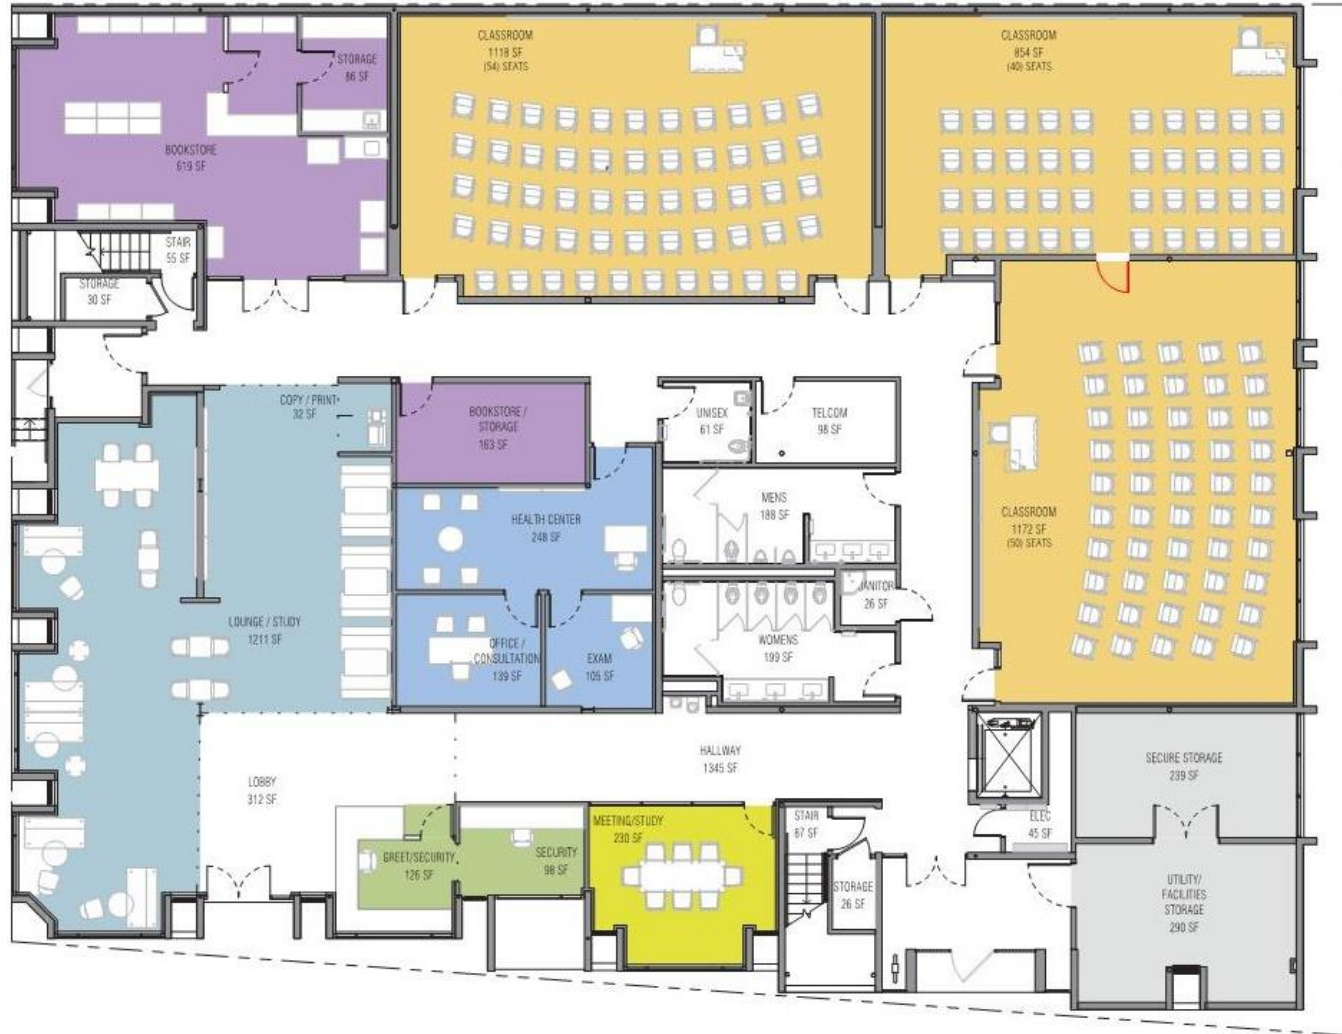 CLASSROOM
1118 SF
(54) SEATS
CLASSROOM
854 SF
(40) SEATS
STORAGE
86 SF
BOOKSTORE
619 SF
STAIR
55 SF
STORAGE
30 SF
COPY / PRINT
32 SF
BOOKSTORE /
STORAGE
163 SF
UNISEX
61 SF
TELCOM
98 SF
MENS
188 SF
HEALTH CENTER
248 SF
CLASSROOM
1172 SF
(50) SEATS
JANITOR
26 SF
LOUNGE / STUDY
1211 SF
OFFICE /
CONSULTATION
139 SF
EXAM
105 SF
WOMENS
199 SF
HALLWAY
1345 SF
SECURE STORAGE
239 SF
LOBBY
312 SF
MEETING/STUDY
230 SF
STAIR
67 SF
ELEC
45 SF
GREET/SECURITY
126 SF
SECURITY
98 SF
STORAGE
26 SF
UTILITY/
FACILITIES
STORAGE
290 SF